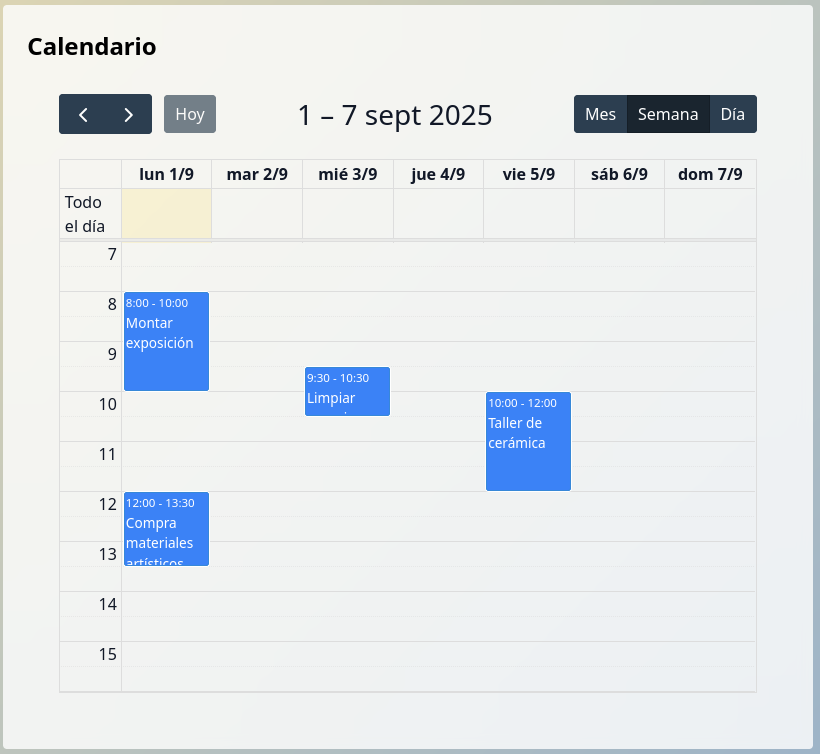 Calendario
Hoy
1 – 7 sept 2025
Mes Semana Día
lun 1/9 mar 2/9 mié 3/9 jue 4/9 vie 5/9 sáb 6/9 dom 7/9
Todo
el día
7
8
8:00 - 10:00
Montar
exposición
9
9:30 - 10:30
Limpiar
10
10:00 - 12:00
Taller de
cerámica
11
12
12:00 - 13:30
Compra
materiales
artísticos
13
14
15